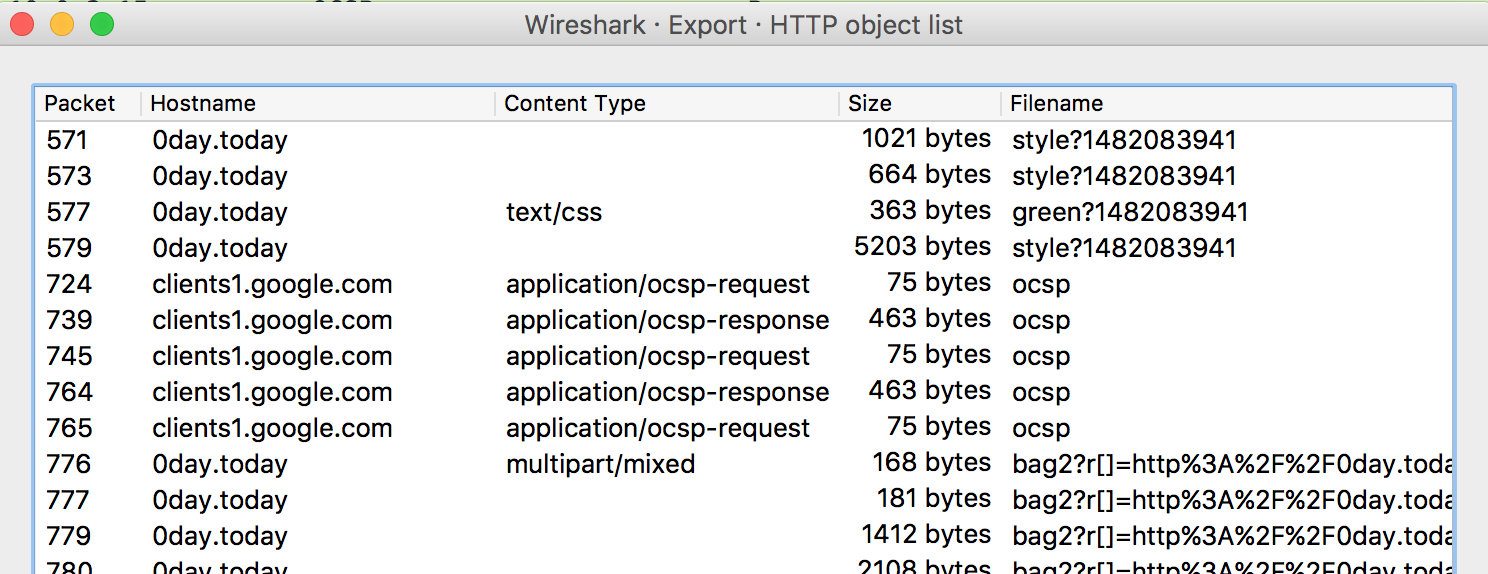 Wireshark · Export · HTTP object list
Packet Hostname Content Type Size Filename
571 0day.today 1021 bytes style?1482083941
573 0day.today 664 bytes style?1482083941
577 0day.today text/css 363 bytes green?1482083941
579 0day.today 5203 bytes style?1482083941
724 clients1.google.com application/ocsp-request 75 bytes ocsp
739 clients1.google.com application/ocsp-response 463 bytes ocsp
745 clients1.google.com application/ocsp-request 75 bytes ocsp
764 clients1.google.com application/ocsp-response 463 bytes ocsp
765 clients1.google.com application/ocsp-request 75 bytes ocsp
776 0day.today multipart/mixed 168 bytes bag2?r[]=http%3A%2F%2F0day.toda
777 0day.today 181 bytes bag2?r[]=http%3A%2F%2F0day.toda
779 0day.today 1412 bytes bag2?r[]=http%3A%2F%2F0day.toda
780 0day.today 2108 bytes bag2?r[]=http%3A%2F%2F0day.toda